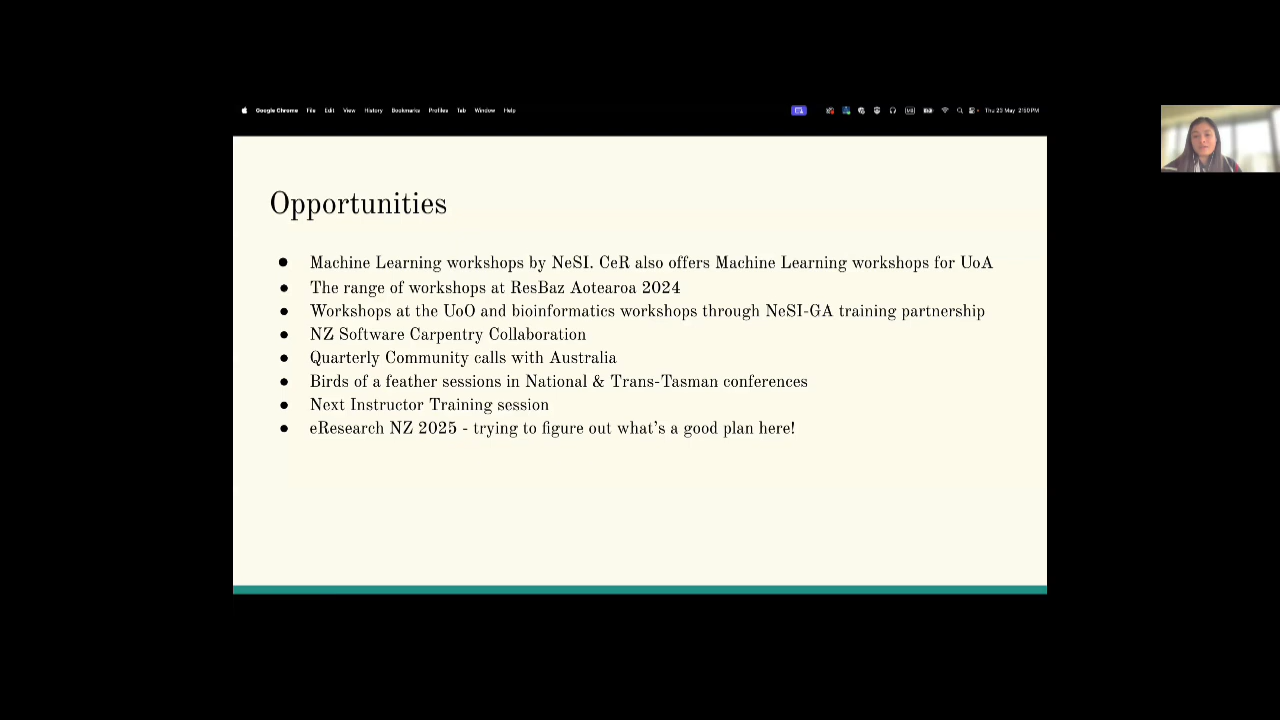 Google Chrome File Edit View History Bookmarks Profiles Tab Window Help Thu 23 May 2:50 PM
Opportunities
● Machine Learning workshops by NeSI. CeR also offers Machine Learning workshops for UoA
● The range of workshops at ResBaz Aotearoa 2024
● Workshops at the UoO and bioinformatics workshops through NeSI-GA training partnership
● NZ Software Carpentry Collaboration
● Quarterly Community calls with Australia
● Birds of a feather sessions in National & Trans-Tasman conferences
● Next Instructor Training session
● eResearch NZ 2025 - trying to figure out what's a good plan here!